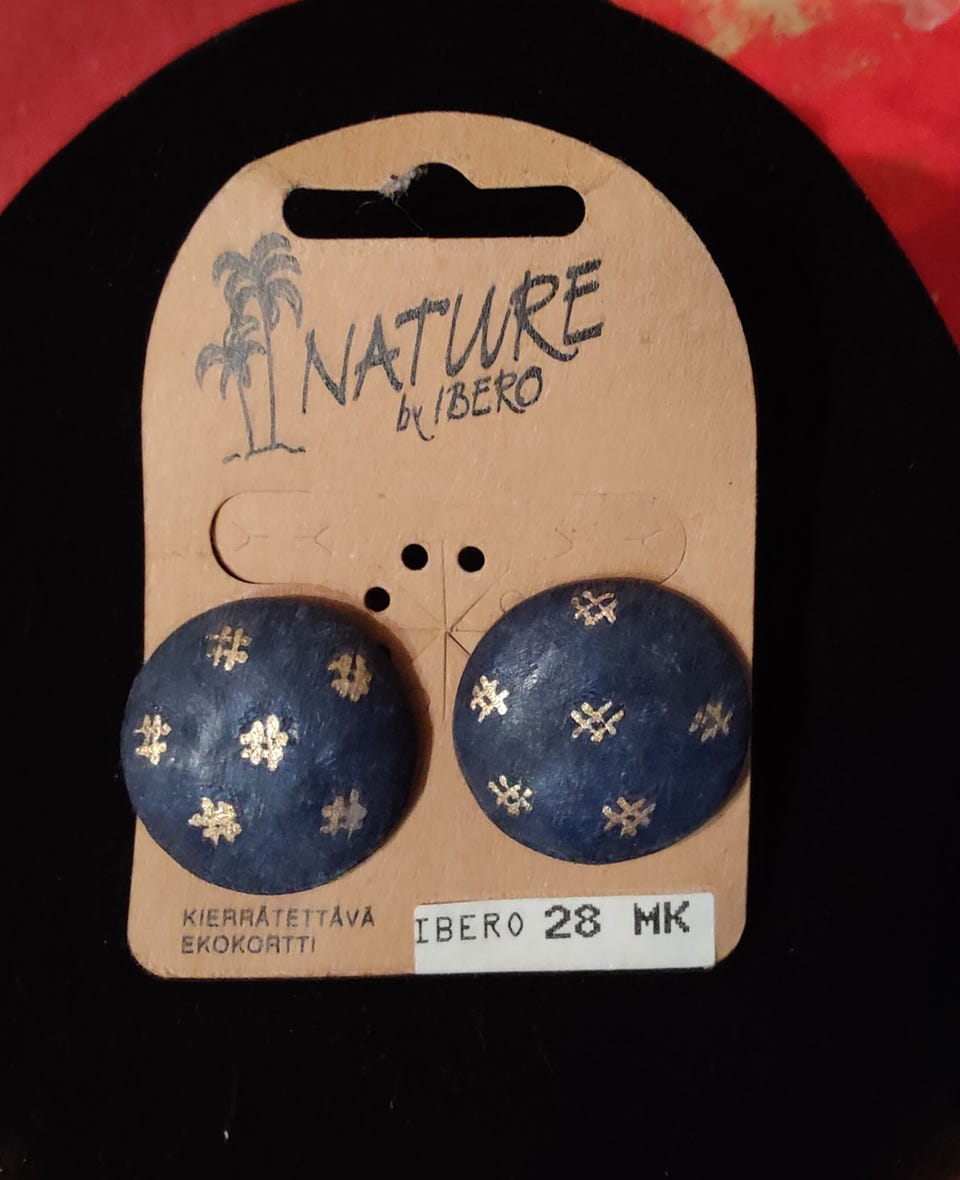 NATURE
by IBERO
KIERRÄTETTÄVÄ
EKOKORTTI
IBERO 28 MK